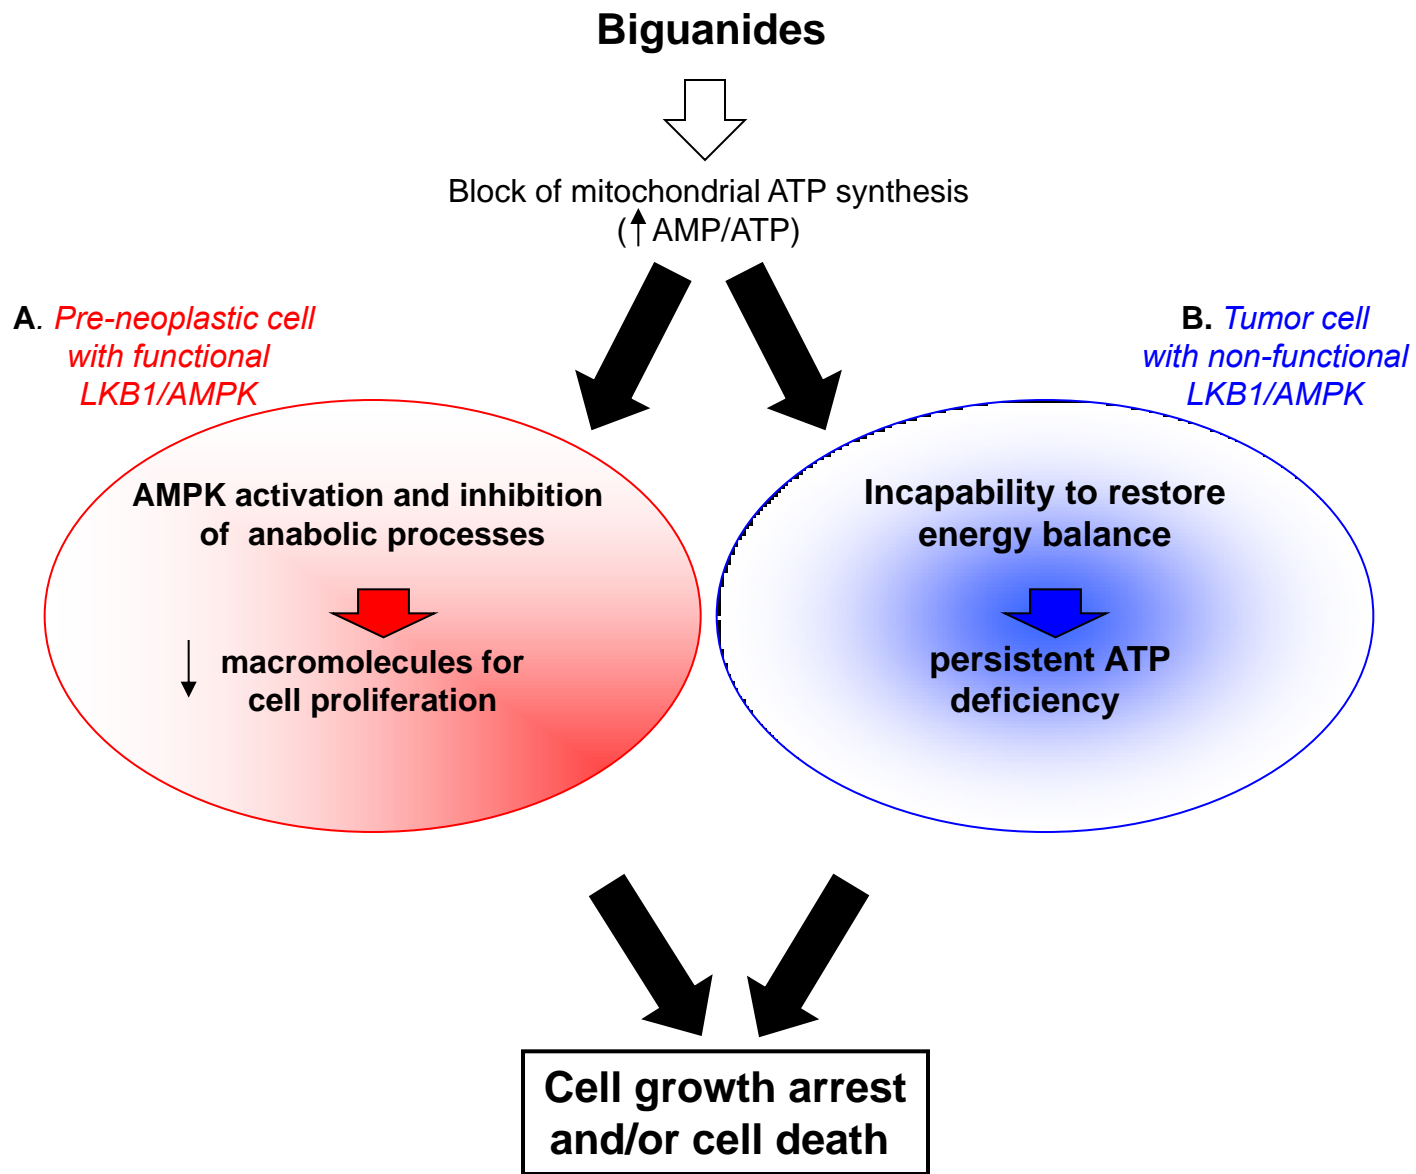 Biguanides
Block of mitochondrial ATP synthesis
(↑ AMP/ATP)
A. Pre-neoplastic cell
with functional
LKB1/AMPK
B. Tumor cell
with non-functional
LKB1/AMPK
AMPK activation and inhibition
of anabolic processes
↓ macromolecules for
cell proliferation
Incapability to restore
energy balance
persistent ATP
deficiency
Cell growth arrest
and/or cell death